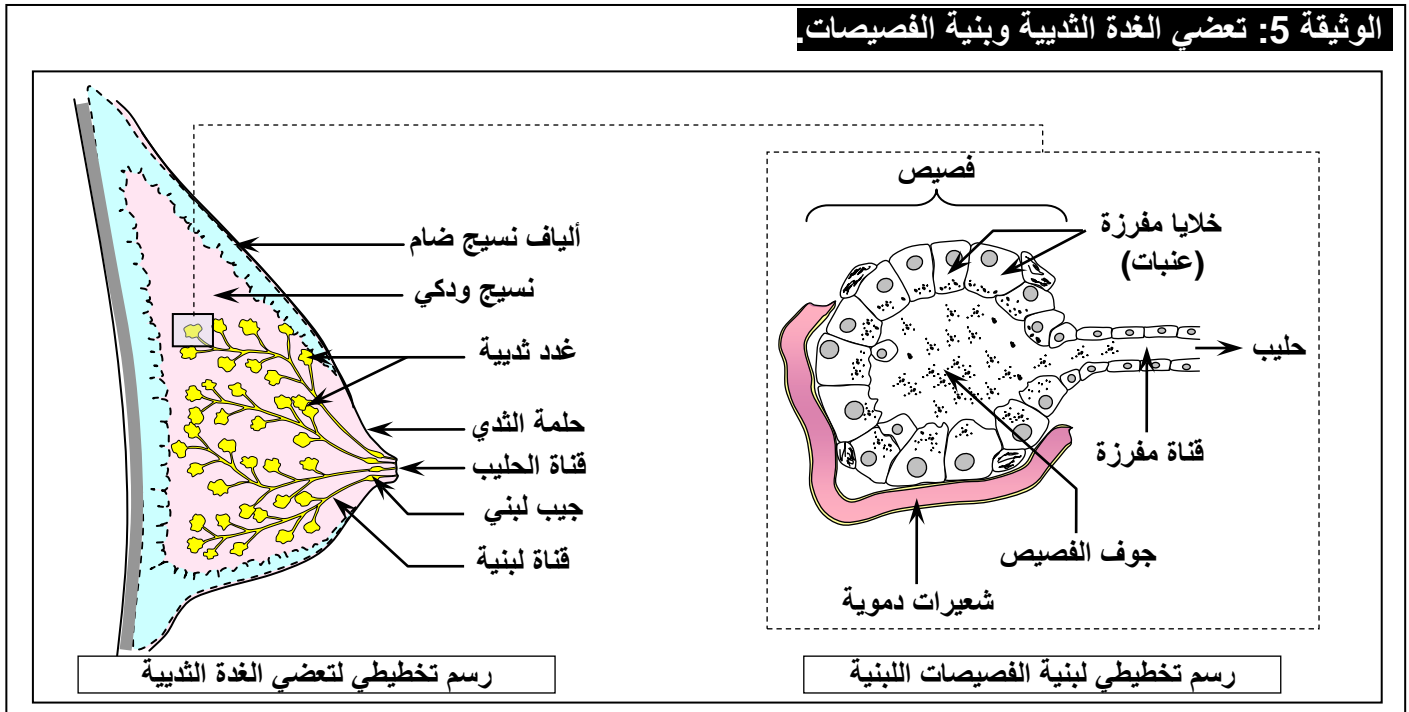 الوثيقة 5: تعضي الغدة الثديية وبنية الفصيصات.
فصيص
خلايا مفرزة
(عنبات)
حليب
قناة مفرزة
جوف الفصيص
شعيرات دموية
ألياف نسيج ضام
نسيج ودكي
غدد ثديية
حلمة الثدي
قناة الحليب
جيب لبني
قناة لبنية
رسم تخطيطي لبنية الفصيصات اللبنية
رسم تخطيطي لتعضي الغدة الثديية